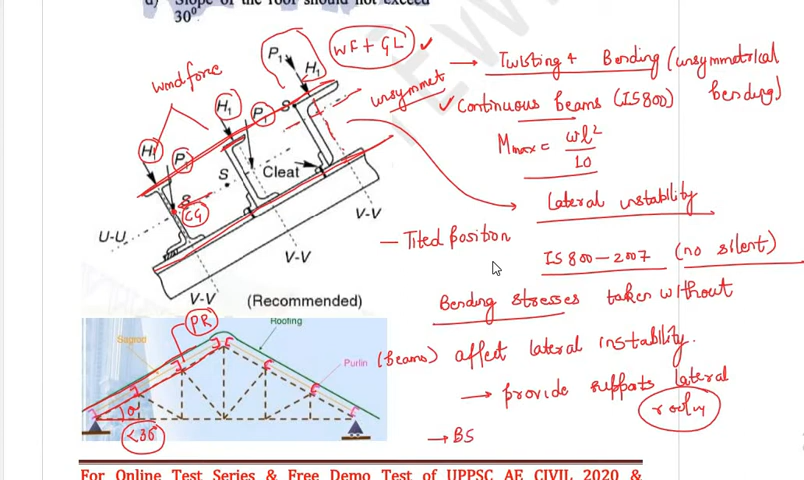 d) Slope of the roof should not exceed
30⁰.
P₁
WF + GL ✓
H₁
Twisting + Bending (unsymmetrical
bending)
wind force
unsymmet
✓ Continuous beams (IS800)
H₁
P₁
S
Mmax = wl²/10
H₁
P₁
S
Cleat
S
CG
Lateral instability
U-U
V-V
V-V
V-V
(Recommended)
— Tited position
IS 800 – 2007 (no silent)
Bending stresses taken without
affect lateral instability.
→ provide supports lateral
→ BS
PR
Roofing
Sagrod
Purlin (beams)
<30°
For Online Test Series & Free Demo Test of UPPSC AE CIVIL 2020 &